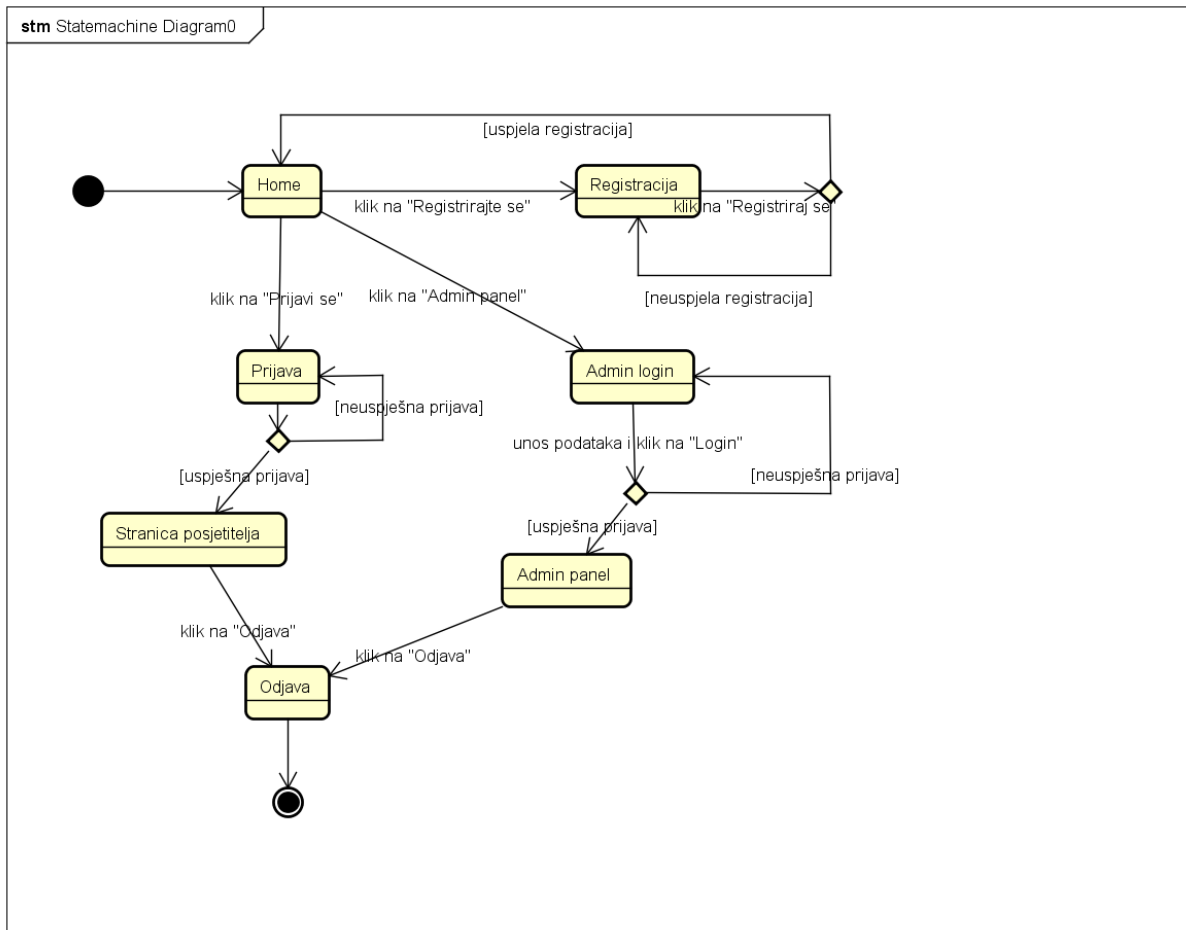 stm Statemachine Diagram0
[uspjela registracija]
Home
Registracija
klik na "Registrirajte se"
klik na "Registriraj se"
[neuspjela registracija]
klik na "Prijavi se"
klik na "Admin panel"
Prijava
Admin login
[neuspješna prijava]
unos podataka i klik na "Login"
[neuspješna prijava]
[uspješna prijava]
[uspješna prijava]
Stranica posjetitelja
Admin panel
klik na "Odjava"
klik na "Odjava"
Odjava